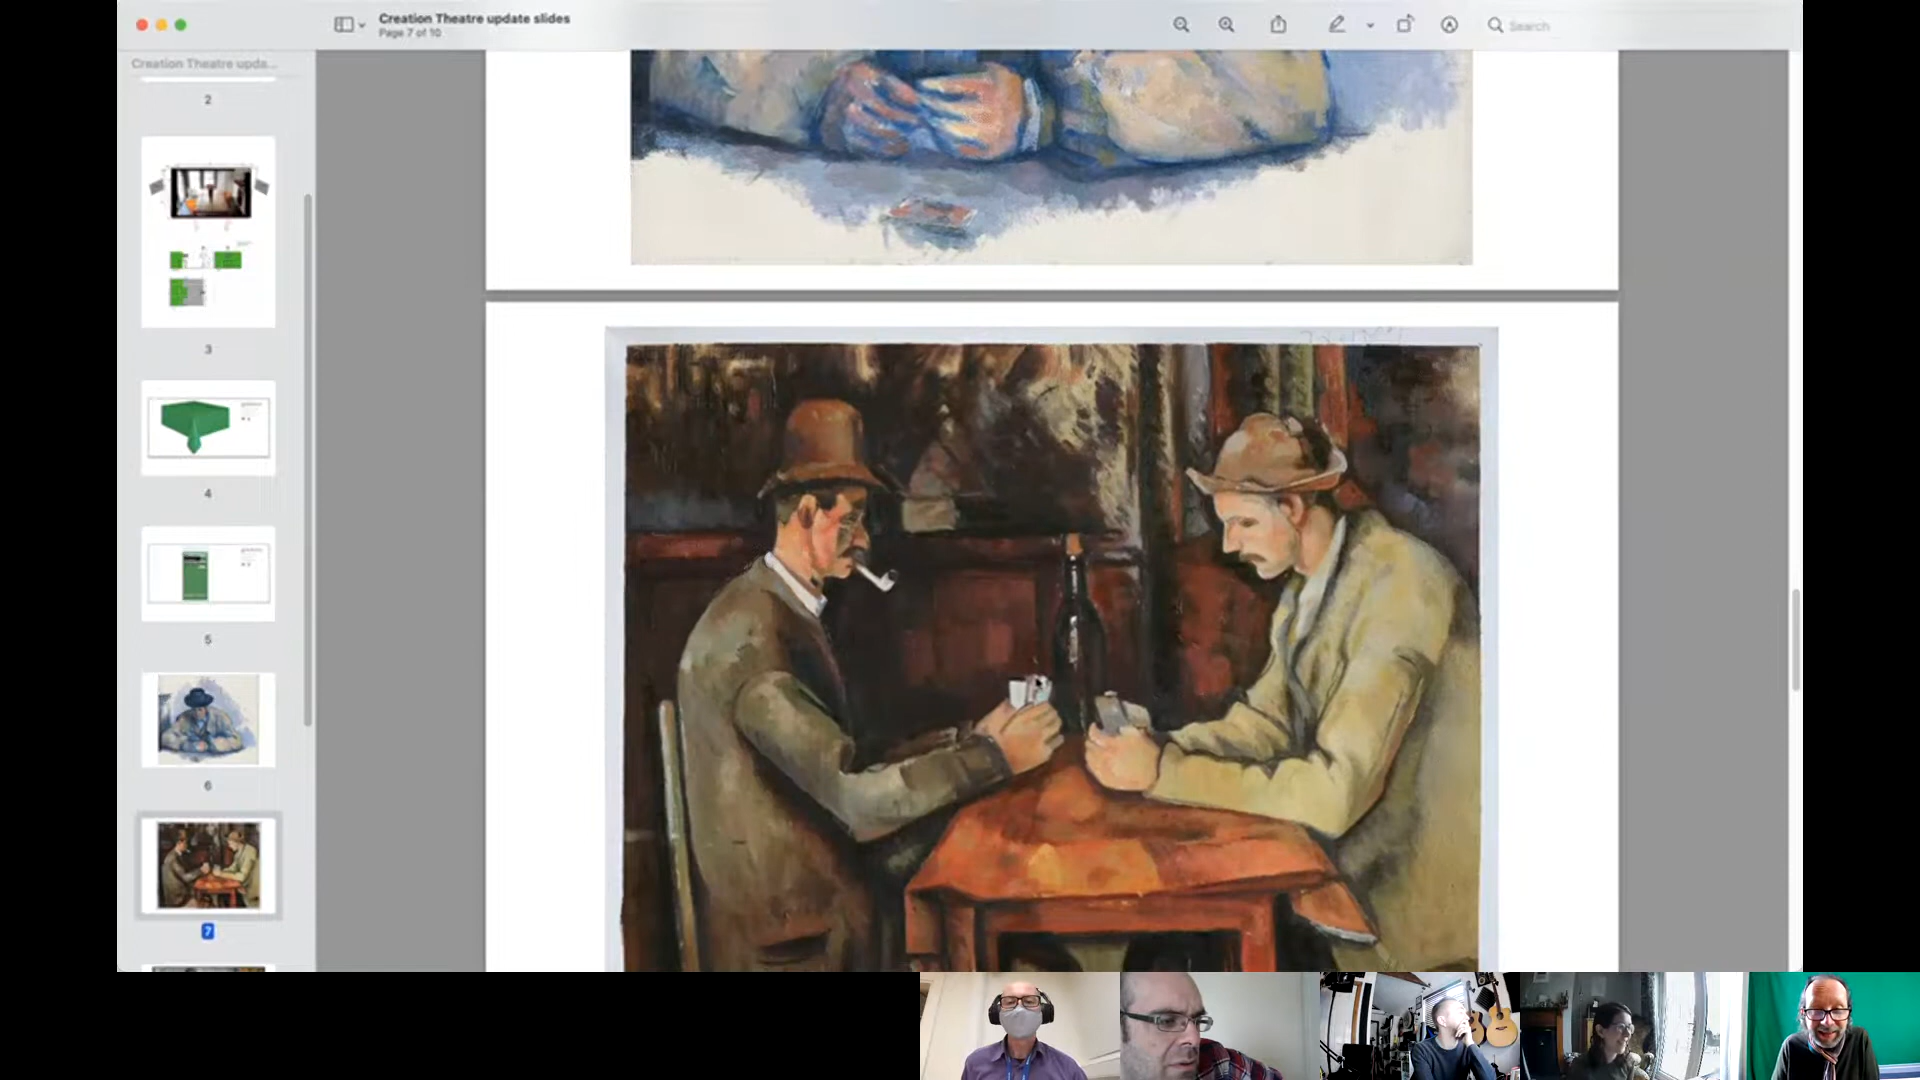 Creation Theatre update slides
Page 7 of 10
Search
Creation Theatre upda...
2
3
4
5
6
7